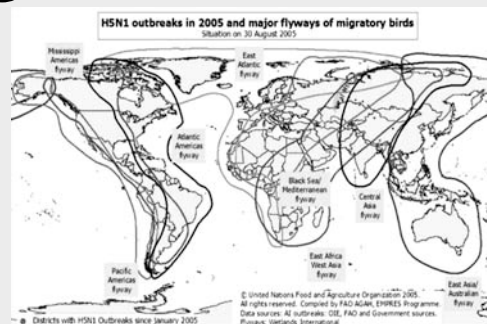 H5N1 outbreaks in 2005 and major flyways of migratory birds
Situation on 30 August 2005
Mississippi
Americas
flyway
East
Atlantic
flyway
Atlantic
Americas
flyway
Black Sea/
Mediterranean
flyway
Central
Asia
flyway
East Africa
West Asia
flyway
Pacific
Americas
flyway
East Asia/
Australian
flyway
© United Nations Food and Agriculture Organization 2005.
All rights reserved. Compiled by FAO AGAH, EMPRES Programme.
Data sources: AI outbreaks: OIE, FAO and Government sources.
Flyways: Wetlands International
Districts with H5N1 Outbreaks since January 2005